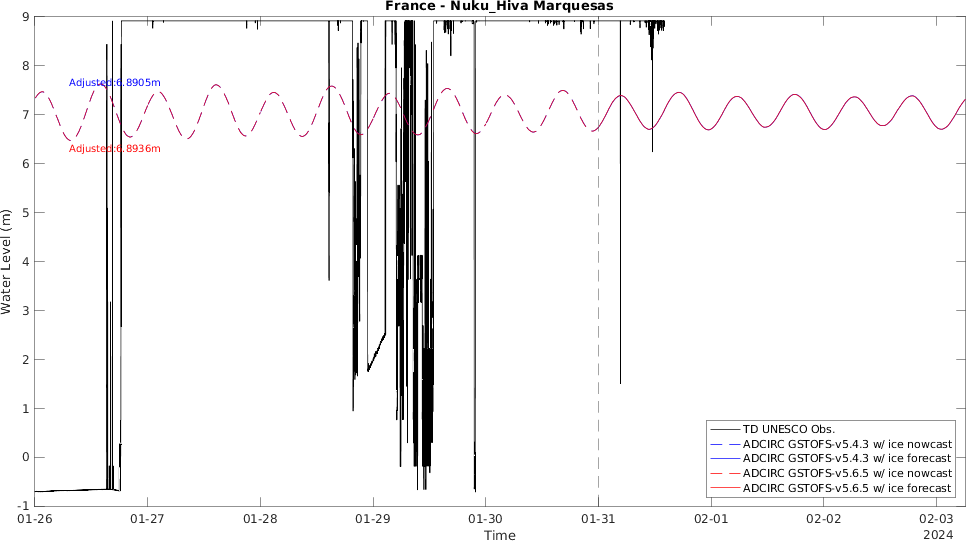 France - Nuku_Hiva Marquesas
9
8
7
6
5
4
3
2
1
0
-1
Water Level (m)
Adjusted:6.8905m
Adjusted:6.8936m
TD UNESCO Obs.
ADCIRC GSTOFS-v5.4.3 w/ ice nowcast
ADCIRC GSTOFS-v5.4.3 w/ ice forecast
ADCIRC GSTOFS-v5.6.5 w/ ice nowcast
ADCIRC GSTOFS-v5.6.5 w/ ice forecast
01-26 01-27 01-28 01-29 01-30 01-31 02-01 02-02 02-03
Time
2024